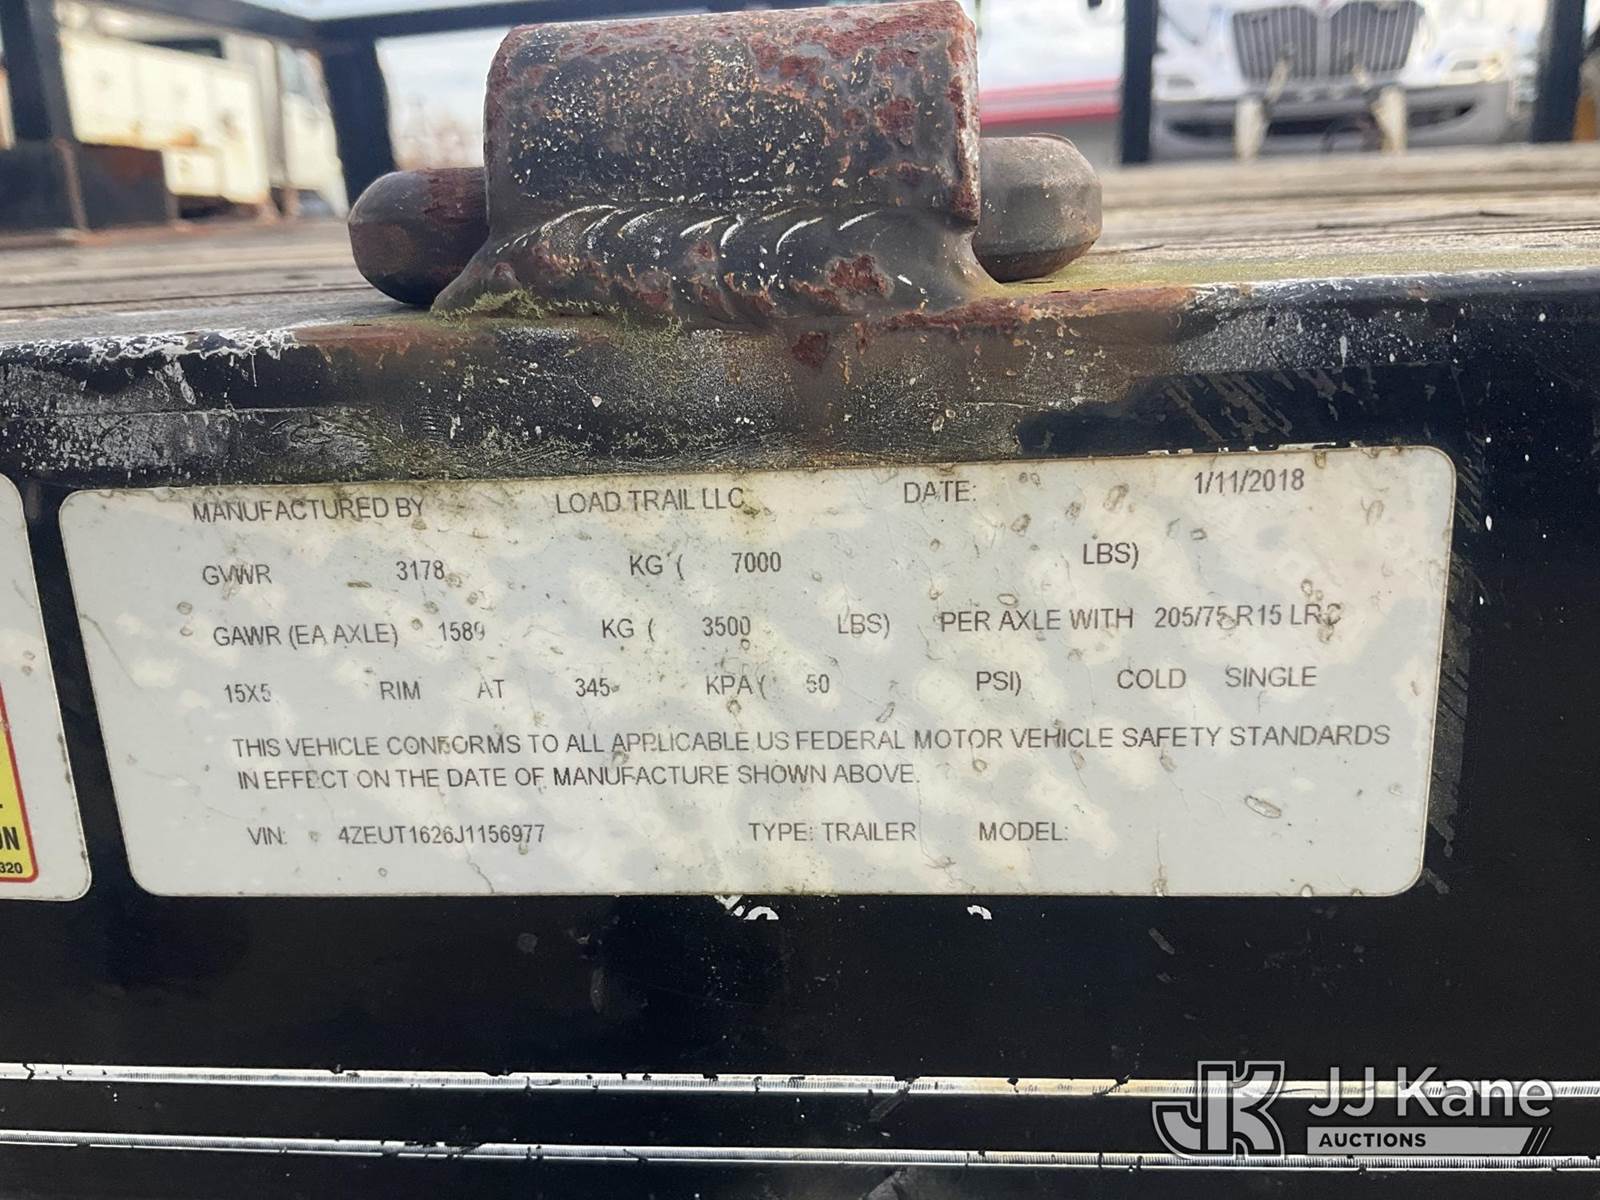 MANUFACTURED BY LOAD TRAIL LLC DATE: 1/11/2018
GVWR 3178 KG ( 7000 LBS)
GAWR (EA AXLE) 1589 KG ( 3500 LBS) PER AXLE WITH 205/75 R15 LRC
15X5 RIM AT 345 KPA ( 50 PSI) COLD SINGLE
THIS VEHICLE CONFORMS TO ALL APPLICABLE US FEDERAL MOTOR VEHICLE SAFETY STANDARDS
IN EFFECT ON THE DATE OF MANUFACTURE SHOWN ABOVE.
VIN: 4ZEUT1626J1156977 TYPE: TRAILER MODEL:
ON
320
JK JJ Kane
AUCTIONS